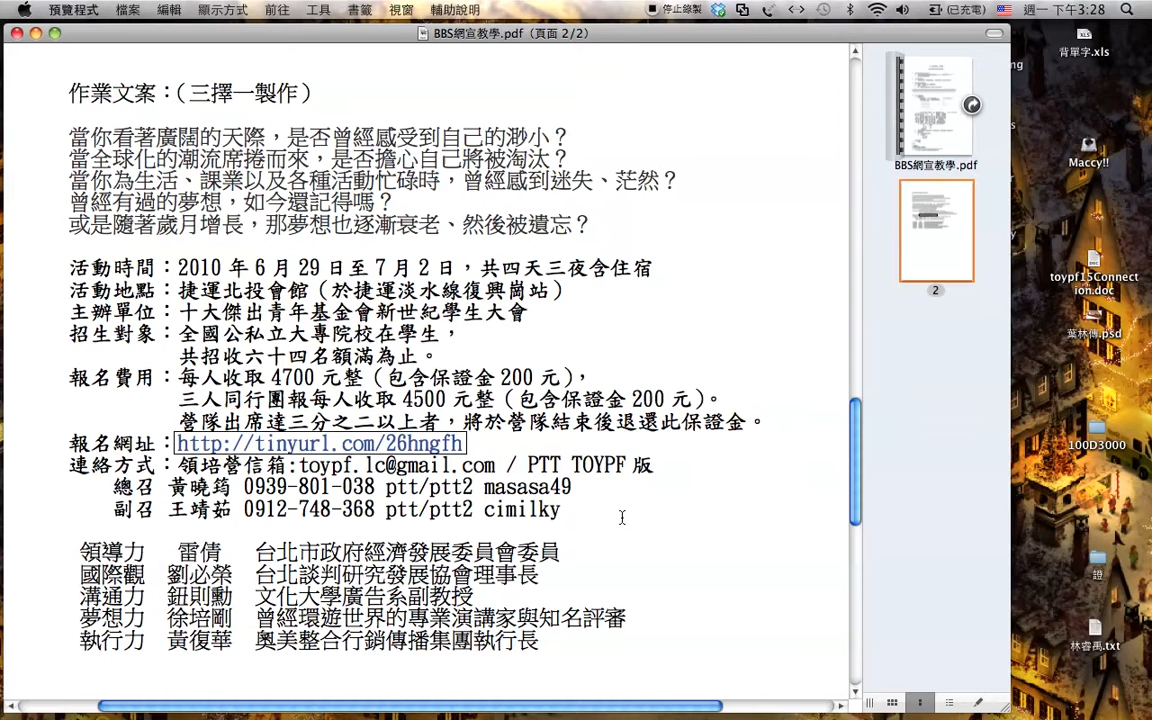 預覽程式 檔案 編輯 顯示方式 前往 工具 書籤 視窗 輔助說明 停止錄製 (已充電) 週一 下午3:28
BBS網宣教學.pdf（頁面 2/2）
作業文案：（三擇一製作）
當你看著廣闊的天際，是否曾經感受到自己的渺小？
當全球化的潮流席捲而來，是否擔心自己將被淘汰？
當你為生活、課業以及各種活動忙碌時，曾經感到迷失、茫然？
曾經有過的夢想，如今還記得嗎？
或是隨著歲月增長，那夢想也逐漸衰老、然後被遺忘？
活動時間：2010 年 6 月 29 日至 7 月 2 日，共四天三夜含住宿
活動地點：捷運北投會館（於捷運淡水線復興崗站）
主辦單位：十大傑出青年基金會新世紀學生大會
招生對象：全國公私立大專院校在學生，
共招收六十四名額滿為止。
報名費用：每人收取 4700 元整（包含保證金 200 元），
三人同行團報每人收取 4500 元整（包含保證金 200 元）。
營隊出席達三分之二以上者，將於營隊結束後退還此保證金。
報名網址：http://tinyurl.com/26hngfh
連絡方式：領培營信箱:toypf.lc@gmail.com / PTT TOYPF 版
總召 黃曉筠 0939-801-038 ptt/ptt2 masasa49
副召 王靖茹 0912-748-368 ptt/ptt2 cimilky
領導力 雷倩 台北市政府經濟發展委員會委員
國際觀 劉必榮 台北談判研究發展協會理事長
溝通力 鈕則勳 文化大學廣告系副教授
夢想力 徐培剛 曾經環遊世界的專業演講家與知名評審
執行力 黃復華 奧美整合行銷傳播集團執行長
BBS網宣教學.pdf
2
背單字.xls
Maccy!!
toypf15Connect
ion.doc
葉林傳.psd
100D3000
證
林睿禹.txt